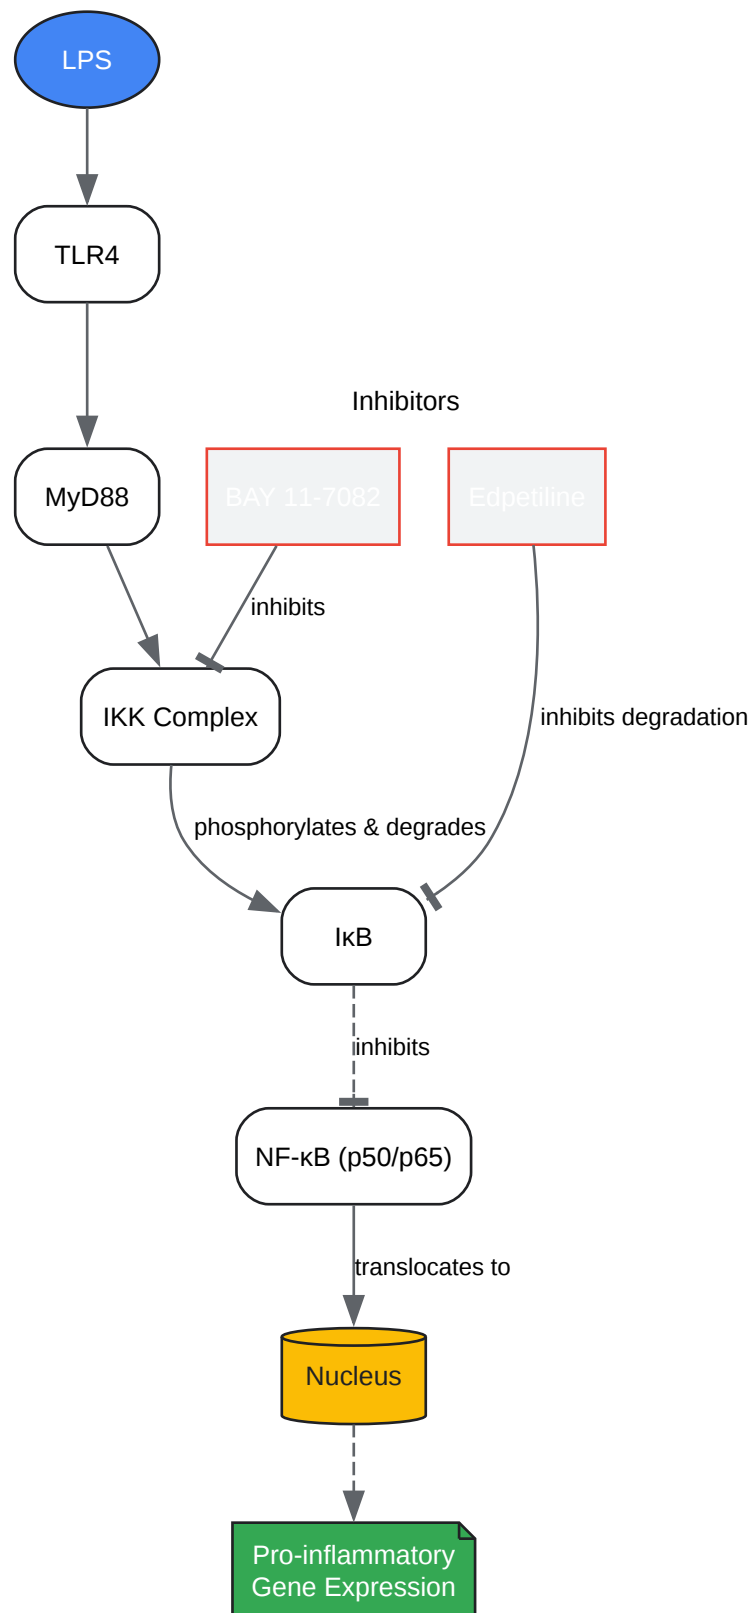 LPS
TLR4
Inhibitors
MyD88
BAY 11-7082
Edpetiline
inhibits
IKK Complex
inhibits degradation
phosphorylates & degrades
IκB
inhibits
NF-κB (p50/p65)
translocates to
Nucleus
Pro-inflammatory
Gene Expression